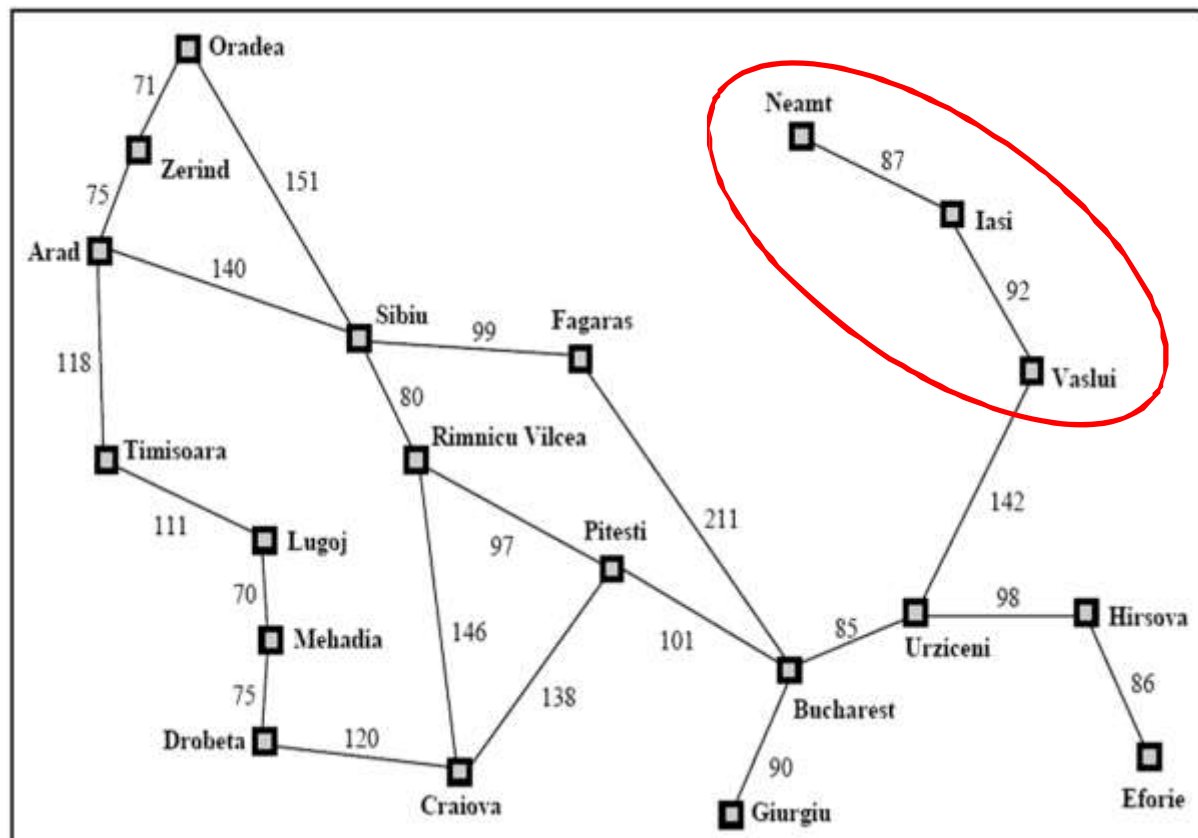 Oradea
Neamt
71
87
Zerind
151
75
Iasi
Arad
140
92
Sibiu
99
Fagaras
118
Vaslui
80
Timisoara
Rimnicu Vilcea
211
142
111
Lugoj
97
Pitesti
70
98
Hirsova
Mehadia
146
101
85
Urziceni
86
75
138
Bucharest
Drobeta
120
90
Craiova
Giurgiu
Eforie